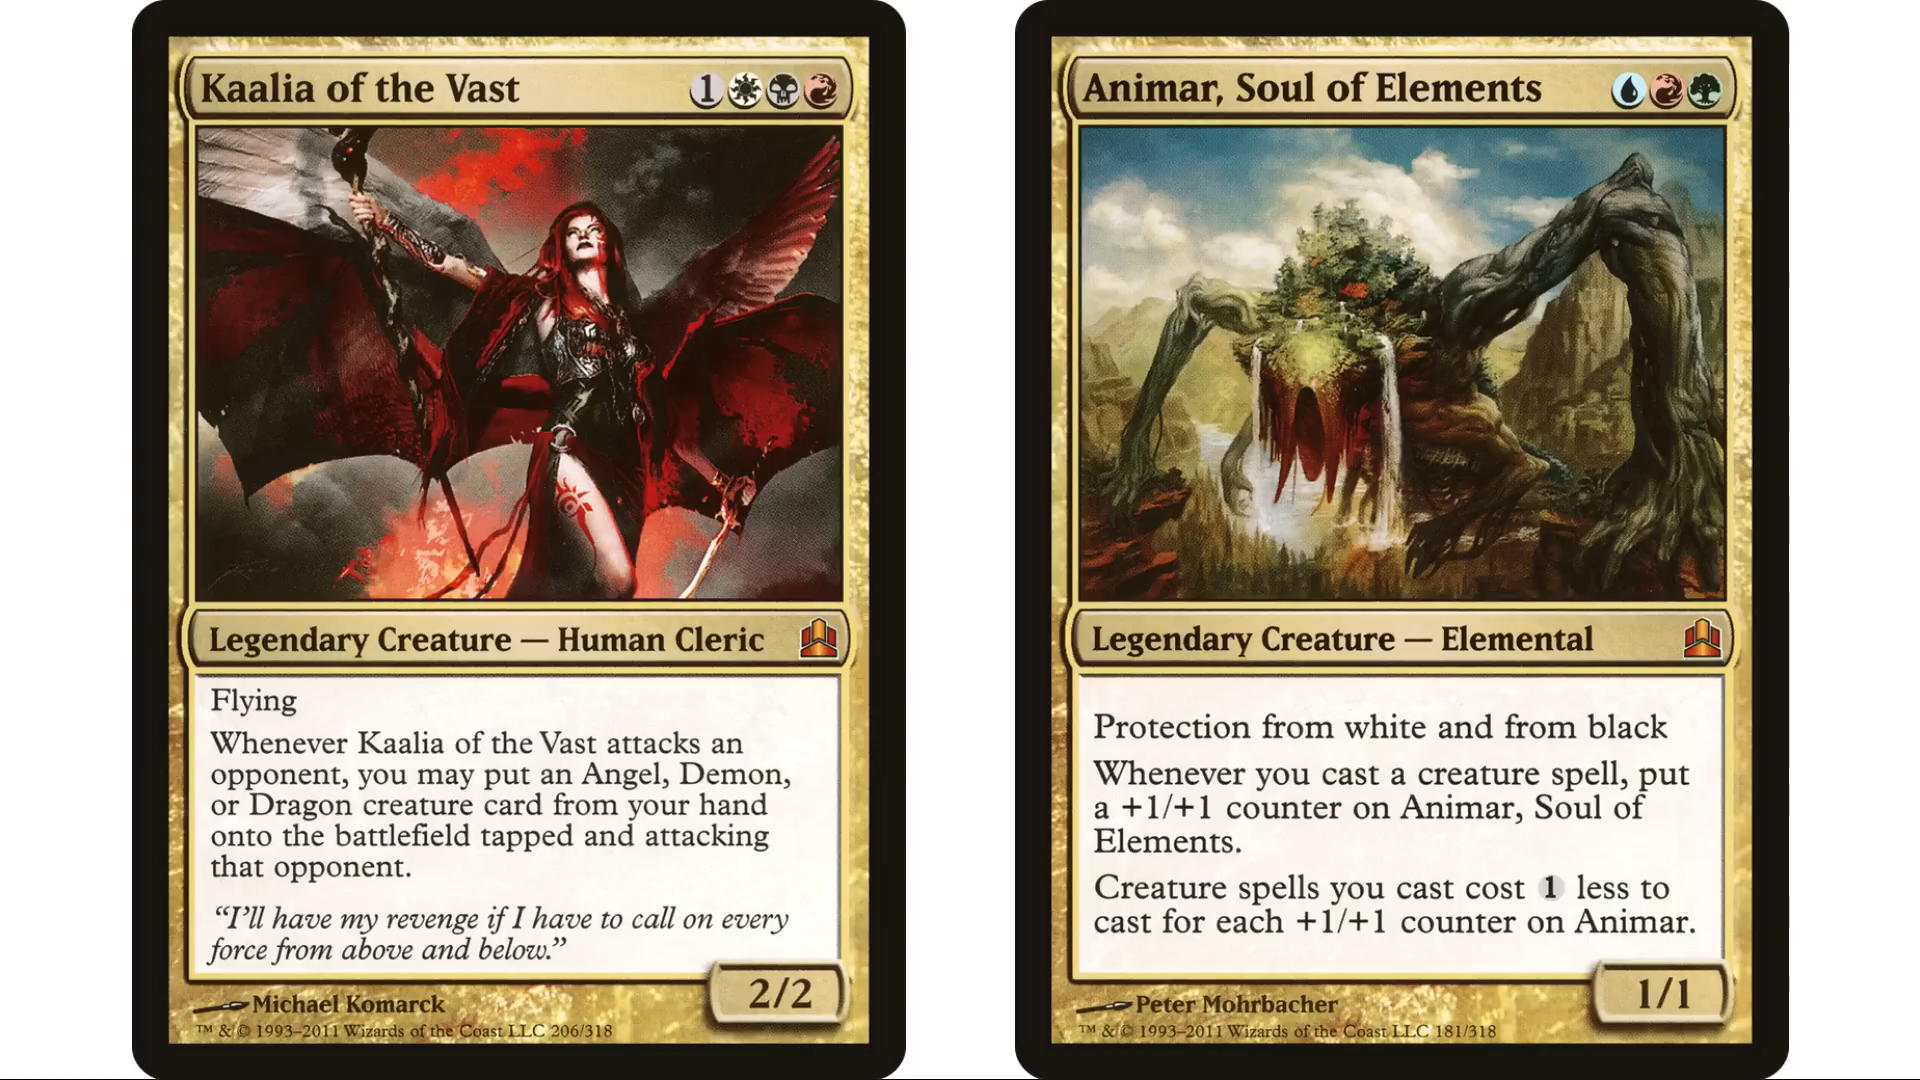 Kaalia of the Vast
1
Flying
Legendary Creature — Human Cleric
Whenever Kaalia of the Vast attacks an
opponent, you may put an Angel, Demon,
or Dragon creature card from your hand
onto the battlefield tapped and attacking
that opponent.
“I’ll have my revenge if I have to call on every
force from above and below.”
2/2
Michael Komarck
™ & © 1993–2011 Wizards of the Coast LLC 206/318
Animar, Soul of Elements
Legendary Creature — Elemental
Protection from white and from black
Whenever you cast a creature spell, put
a +1/+1 counter on Animar, Soul of
Elements.
Creature spells you cast cost 1 less to
cast for each +1/+1 counter on Animar.
1/1
Peter Mohrbacher
™ & © 1993–2011 Wizards of the Coast LLC 181/318